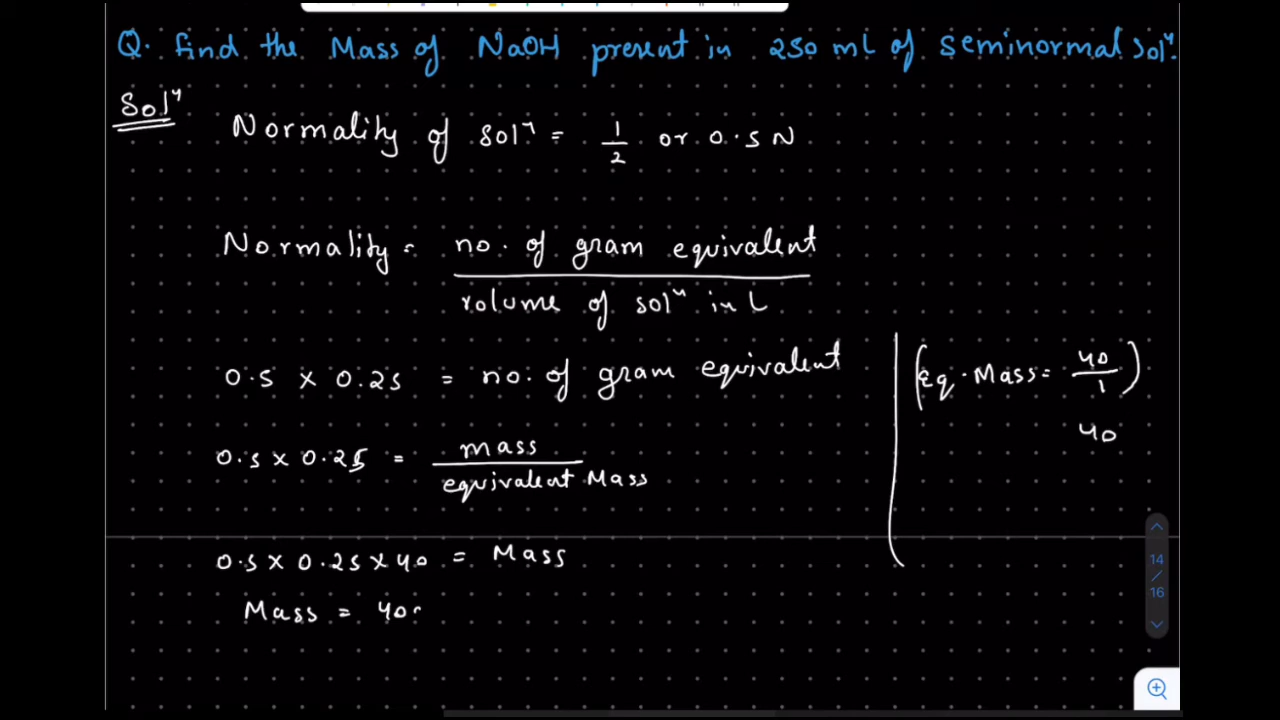 Q. find the Mass of NaOH present in 250 mL of seminormal solⁿ.
Solⁿ
Normality of solⁿ = 1/2 or 0.5 N
Normality = no. of gram equivalent / volume of solⁿ in L
0.5 x 0.25 = no. of gram equivalent
(Eq. Mass = 40/1)
40
0.5 x 0.25 = mass / equivalent Mass
0.5 x 0.25 x 40 = Mass
Mass = 40
14
/
16